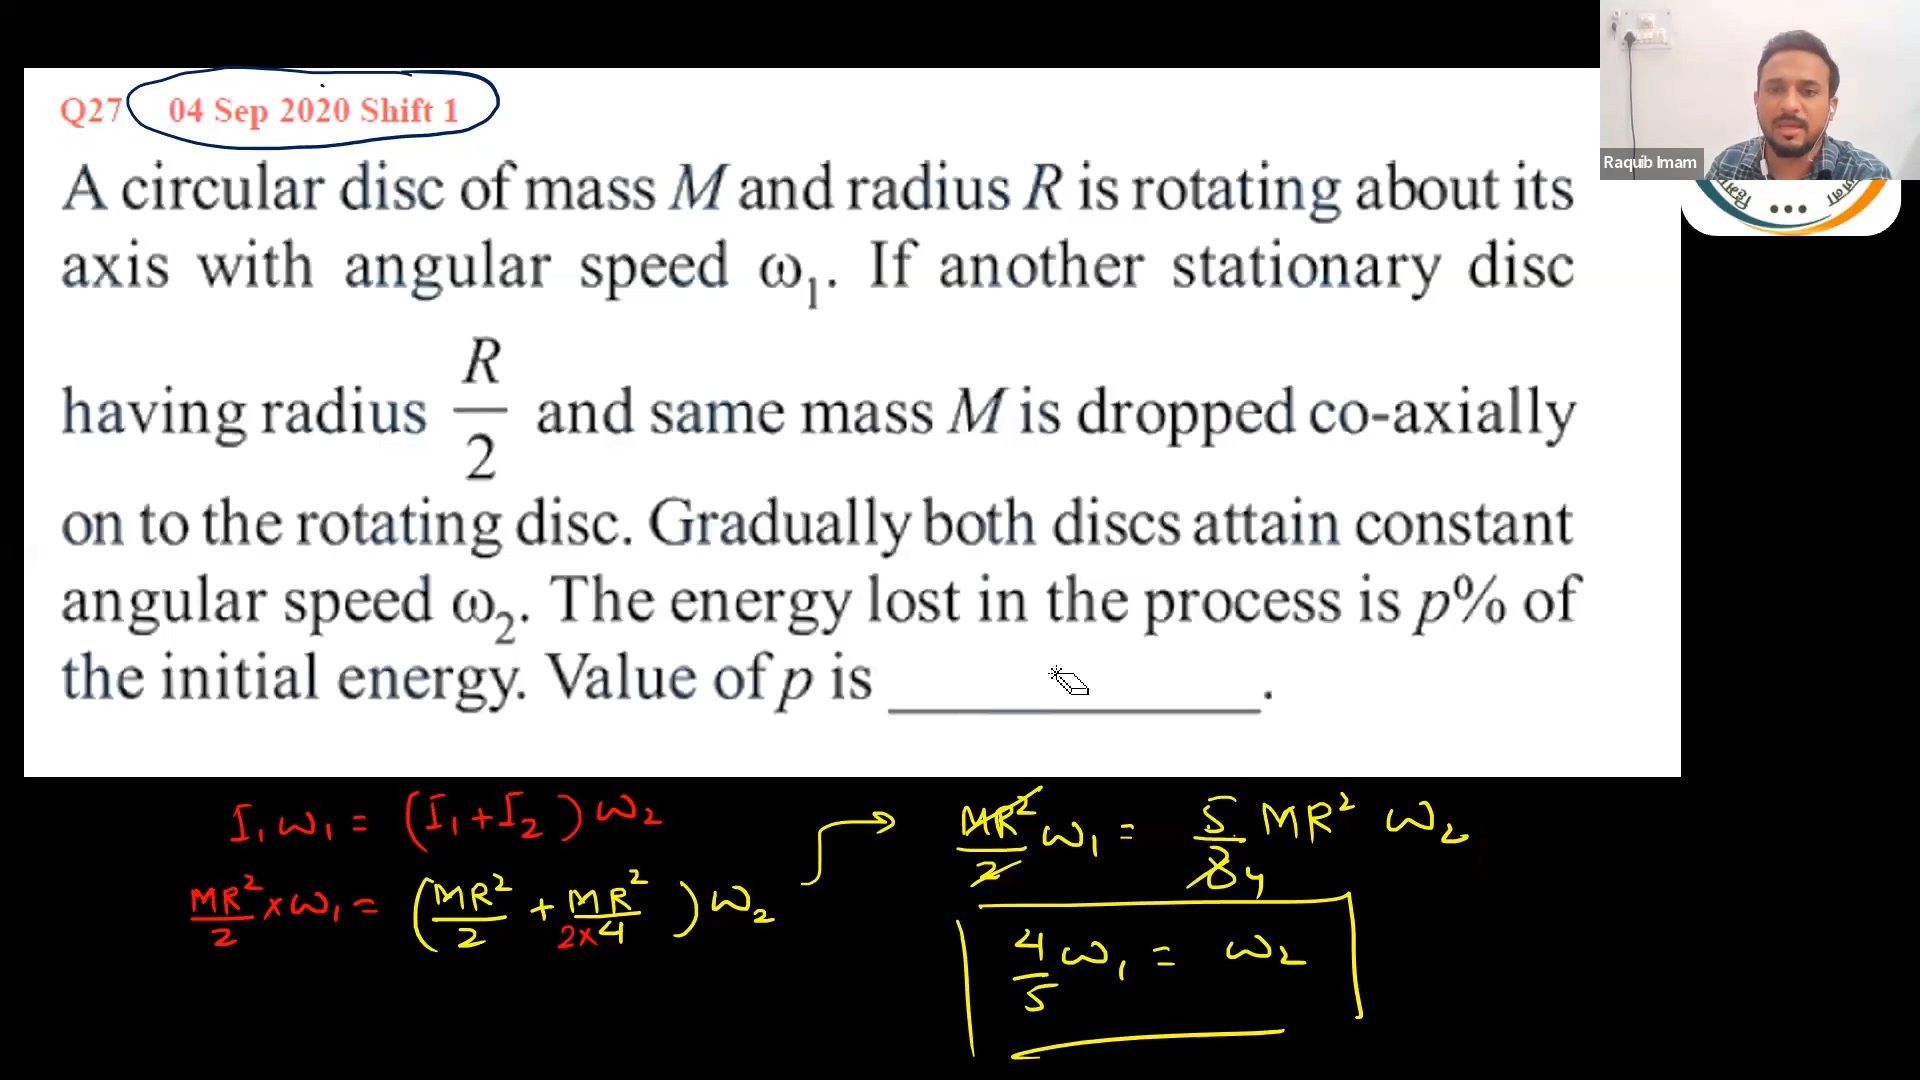 Q27 04 Sep 2020 Shift 1
A circular disc of mass M and radius R is rotating about its
axis with angular speed ω₁. If another stationary disc
having radius R/2 and same mass M is dropped co-axially
on to the rotating disc. Gradually both discs attain constant
angular speed ω₂. The energy lost in the process is p% of
the initial energy. Value of p is ____________.
Raquib Imam
I₁ω₁ = (I₁+I₂)ω₂
MR²/2 × ω₁ = (MR²/2 + MR²/2×4)ω₂
MR²/2 ω₁ = 5/84 MR² ω₂
4/5 ω₁ = ω₂